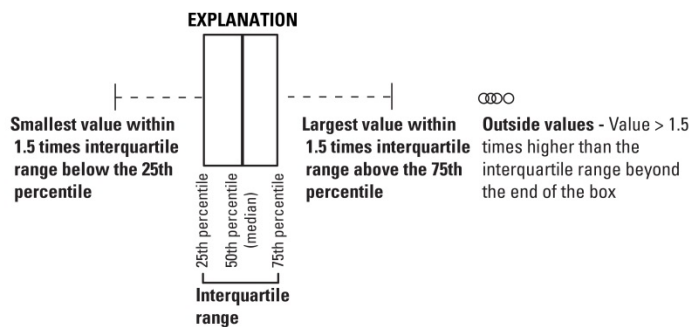 EXPLANATION
Smallest value within
1.5 times interquartile
range below the 25th
percentile
Largest value within
1.5 times interquartile
range above the 75th
percentile
Outside values - Value > 1.5
times higher than the
interquartile range beyond
the end of the box
25th percentile
50th percentile
(median)
75th percentile
Interquartile
range